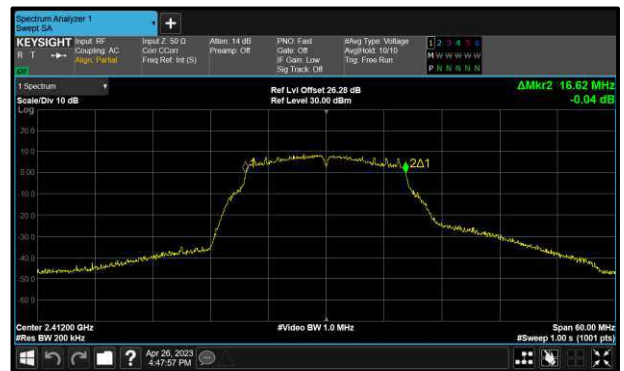 Spectrum Analyzer 1
Swept SA
+
KEYSIGHT
R T
Input: RF
Coupling: AC
Align: Partial
Input Z: 50 Ω
Corr CCorr
Freq Ref: Int (S)
Atten: 14 dB
Preamp: Off
PNO: Fast
Gate: Off
IF Gain: Low
Sig Track: Off
#Avg Type: Voltage
Avg|Hold: 10/10
Trig: Free Run
1 2 3 4 5 6
M W W W W W
P N N N N N
1 Spectrum
Scale/Div 10 dB
Ref Lvl Offset 26.28 dB
Ref Level 30.00 dBm
ΔMkr2 16.62 MHz
-0.04 dB
Log
20.0
10.0
0.00
-10.0
-20.0
-30.0
-40.0
-50.0
-60.0
2Δ1
Center 2.41200 GHz
#Res BW 200 kHz
#Video BW 1.0 MHz
Span 60.00 MHz
#Sweep 1.00 s (1001 pts)
?
Apr 26, 2023
4:47:57 PM